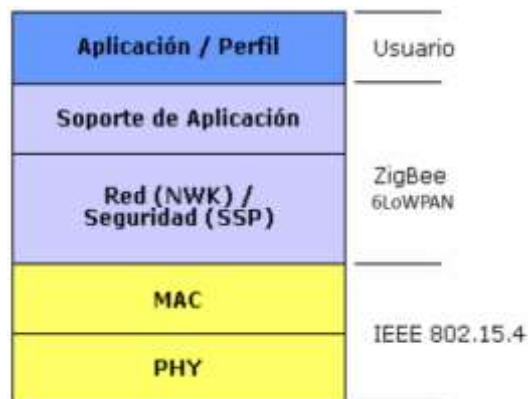 Aplicación / Perfil
Usuario
Soporte de Aplicación
Red (NWK) /
Seguridad (SSP)
ZigBee
6LoWPAN
MAC
PHY
IEEE 802.15.4